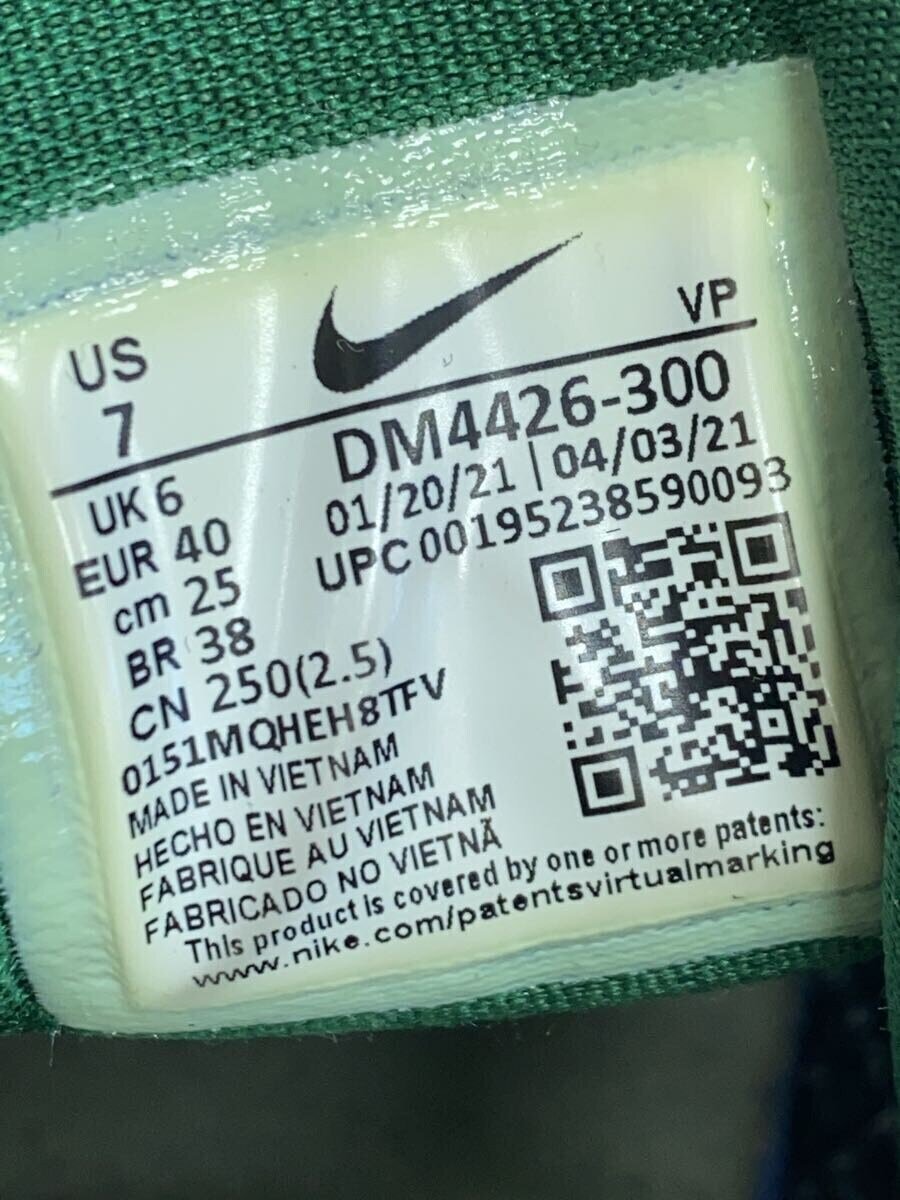 US
7
VP
UK 6
EUR 40
cm 25
BR 38
CN 250(2.5)
DM4426-300
01/20/21 | 04/03/21
UPC 00195238590093
0151MQHEH8TFV
MADE IN VIETNAM
HECHO EN VIETNAM
FABRIQUE AU VIETNAM
FABRICADO NO VIETNÃ
This product is covered by one or more patents:
www.nike.com/patentsvirtualmarking